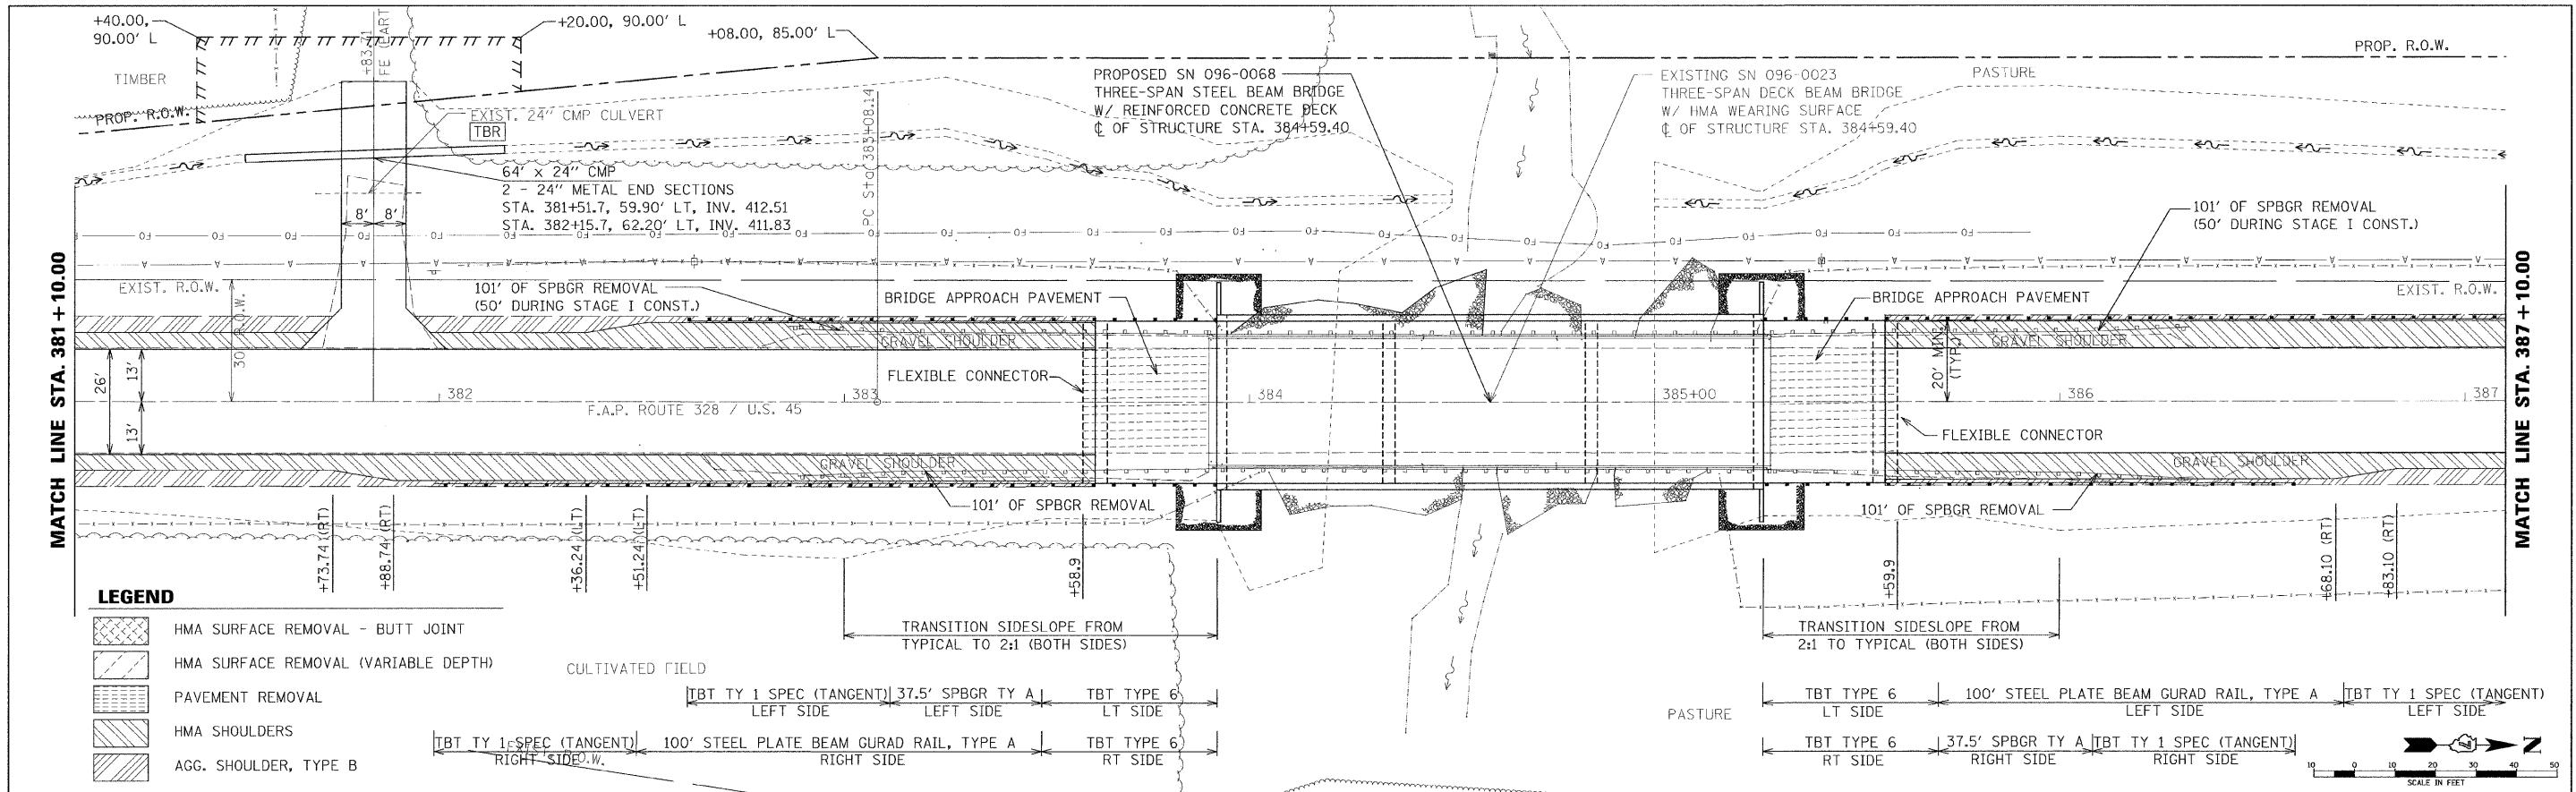 +40.00,
90.00' L
+20.00, 90.00' L
+08.00, 85.00' L
PROP. R.O.W.
TIMBER
+83.71
PROP. R.O.W.
EXIST. 24" CMP CULVERT
TBR
64' x 24" CMP
2 - 24" METAL END SECTIONS
STA. 381+51.7, 59.90' LT, INV. 412.51
STA. 382+15.7, 62.20' LT, INV. 411.83
8'
8'
PC Sta 383+08.14
PROPOSED SN 096-0068
THREE-SPAN STEEL BEAM BRIDGE
W/ REINFORCED CONCRETE DECK
℄ OF STRUCTURE STA. 384+59.40
EXISTING SN 096-0023
THREE-SPAN DECK BEAM BRIDGE
W/ HMA WEARING SURFACE
℄ OF STRUCTURE STA. 384+59.40
PASTURE
101' OF SPBGR REMOVAL
(50' DURING STAGE I CONST.)
MATCH LINE STA. 381 + 10.00
EXIST. R.O.W.
30' R.O.W.
101' OF SPBGR REMOVAL
(50' DURING STAGE I CONST.)
BRIDGE APPROACH PAVEMENT
BRIDGE APPROACH PAVEMENT
EXIST. R.O.W.
MATCH LINE STA. 387 + 10.00
GRAVEL SHOULDER
GRAVEL SHOULDER
20' MIN.
(TYP.)
26'
13'
13'
FLEXIBLE CONNECTOR
382
F.A.P. ROUTE 328 / U.S. 45
383
384
385+00
386
387
FLEXIBLE CONNECTOR
GRAVEL SHOULDER
GRAVEL SHOULDER
101' OF SPBGR REMOVAL
101' OF SPBGR REMOVAL
+73.74 (RT)
+88.74 (RT)
+36.24 (LT)
+51.24 (LT)
+58.9
+59.9
+68.10 (RT)
+83.10 (RT)
LEGEND
HMA SURFACE REMOVAL - BUTT JOINT
HMA SURFACE REMOVAL (VARIABLE DEPTH)
PAVEMENT REMOVAL
HMA SHOULDERS
AGG. SHOULDER, TYPE B
TRANSITION SIDESLOPE FROM
TYPICAL TO 2:1 (BOTH SIDES)
TRANSITION SIDESLOPE FROM
2:1 TO TYPICAL (BOTH SIDES)
CULTIVATED FIELD
PASTURE
TBT TY 1 SPEC (TANGENT)
LEFT SIDE
37.5' SPBGR TY A
LEFT SIDE
TBT TYPE 6
LT SIDE
TBT TY 1 SPEC (TANGENT)
RIGHT SIDE
100' STEEL PLATE BEAM GURAD RAIL, TYPE A
RIGHT SIDE
TBT TYPE 6
RT SIDE
TBT TYPE 6
LT SIDE
100' STEEL PLATE BEAM GURAD RAIL, TYPE A
LEFT SIDE
TBT TY 1 SPEC (TANGENT)
LEFT SIDE
TBT TYPE 6
RT SIDE
37.5' SPBGR TY A
RIGHT SIDE
TBT TY 1 SPEC (TANGENT)
RIGHT SIDE
N
10 0 10 20 30 40 50
SCALE IN FEET